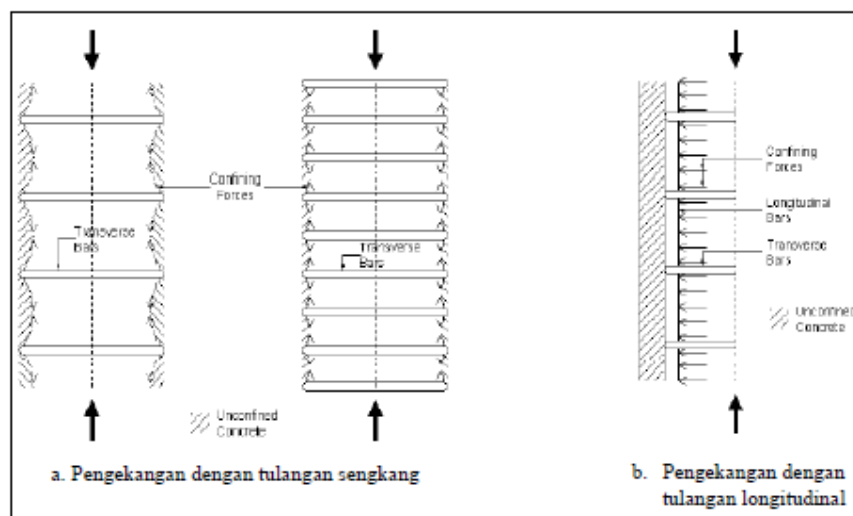 Confining
Forces
Transverse
Bars
Transverse
Bars
Unconfined
Concrete
a. Pengekangan dengan tulangan sengkang
Confining
Forces
Longitudinal
Bars
Transverse
Bars
Unconfined
Concrete
b. Pengekangan dengan
tulangan longitudinal